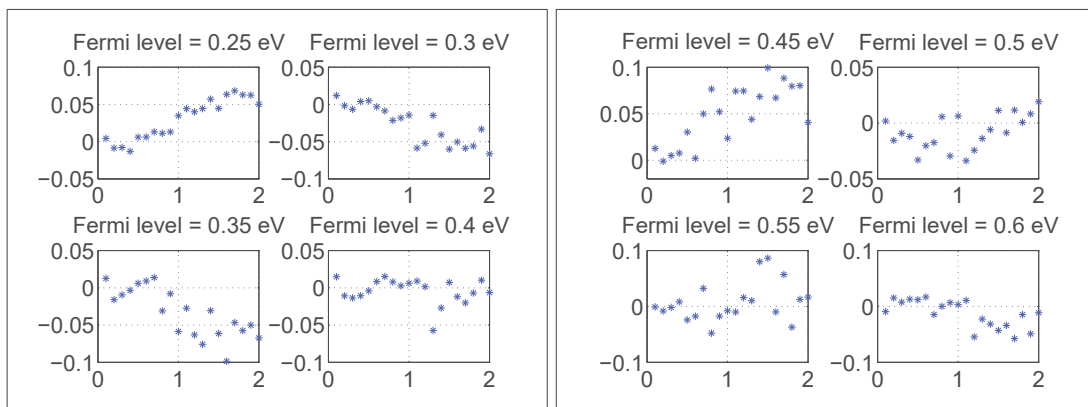 Fermi level = 0.25 eV
0.1
0.05
0
−0.05
0 1 2
Fermi level = 0.3 eV
0.05
0
−0.05
−0.1
0 1 2
Fermi level = 0.35 eV
0.05
0
−0.05
−0.1
0 1 2
Fermi level = 0.4 eV
0.05
0
−0.05
−0.1
0 1 2
Fermi level = 0.45 eV
0.1
0.05
0
0 1 2
Fermi level = 0.5 eV
0.05
0
−0.05
0 1 2
Fermi level = 0.55 eV
0.1
0
−0.1
0 1 2
Fermi level = 0.6 eV
0.1
0
−0.1
0 1 2